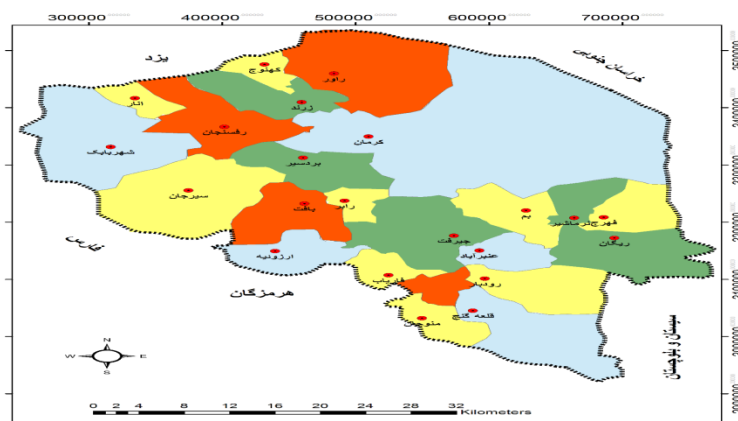 300000 400000 500000 600000 700000
یزد
خراسان جنوبی
کهنوج
راور
انار
زرند
رفسنجان
کرمان
شهربابک
بردسیر
سیرجان
بافت
رابر
بم
نرماشیر
فهرج
ریگان
جیرفت
عنبرآباد
ارزوئیه
فارس
فاریاب
رودبار
هرمزگان
منوجان
قلعه گنج
سیستان و بلوچستان
N
W E
S
0 2 4 8 12 16 20 24 28 32
Kilometers